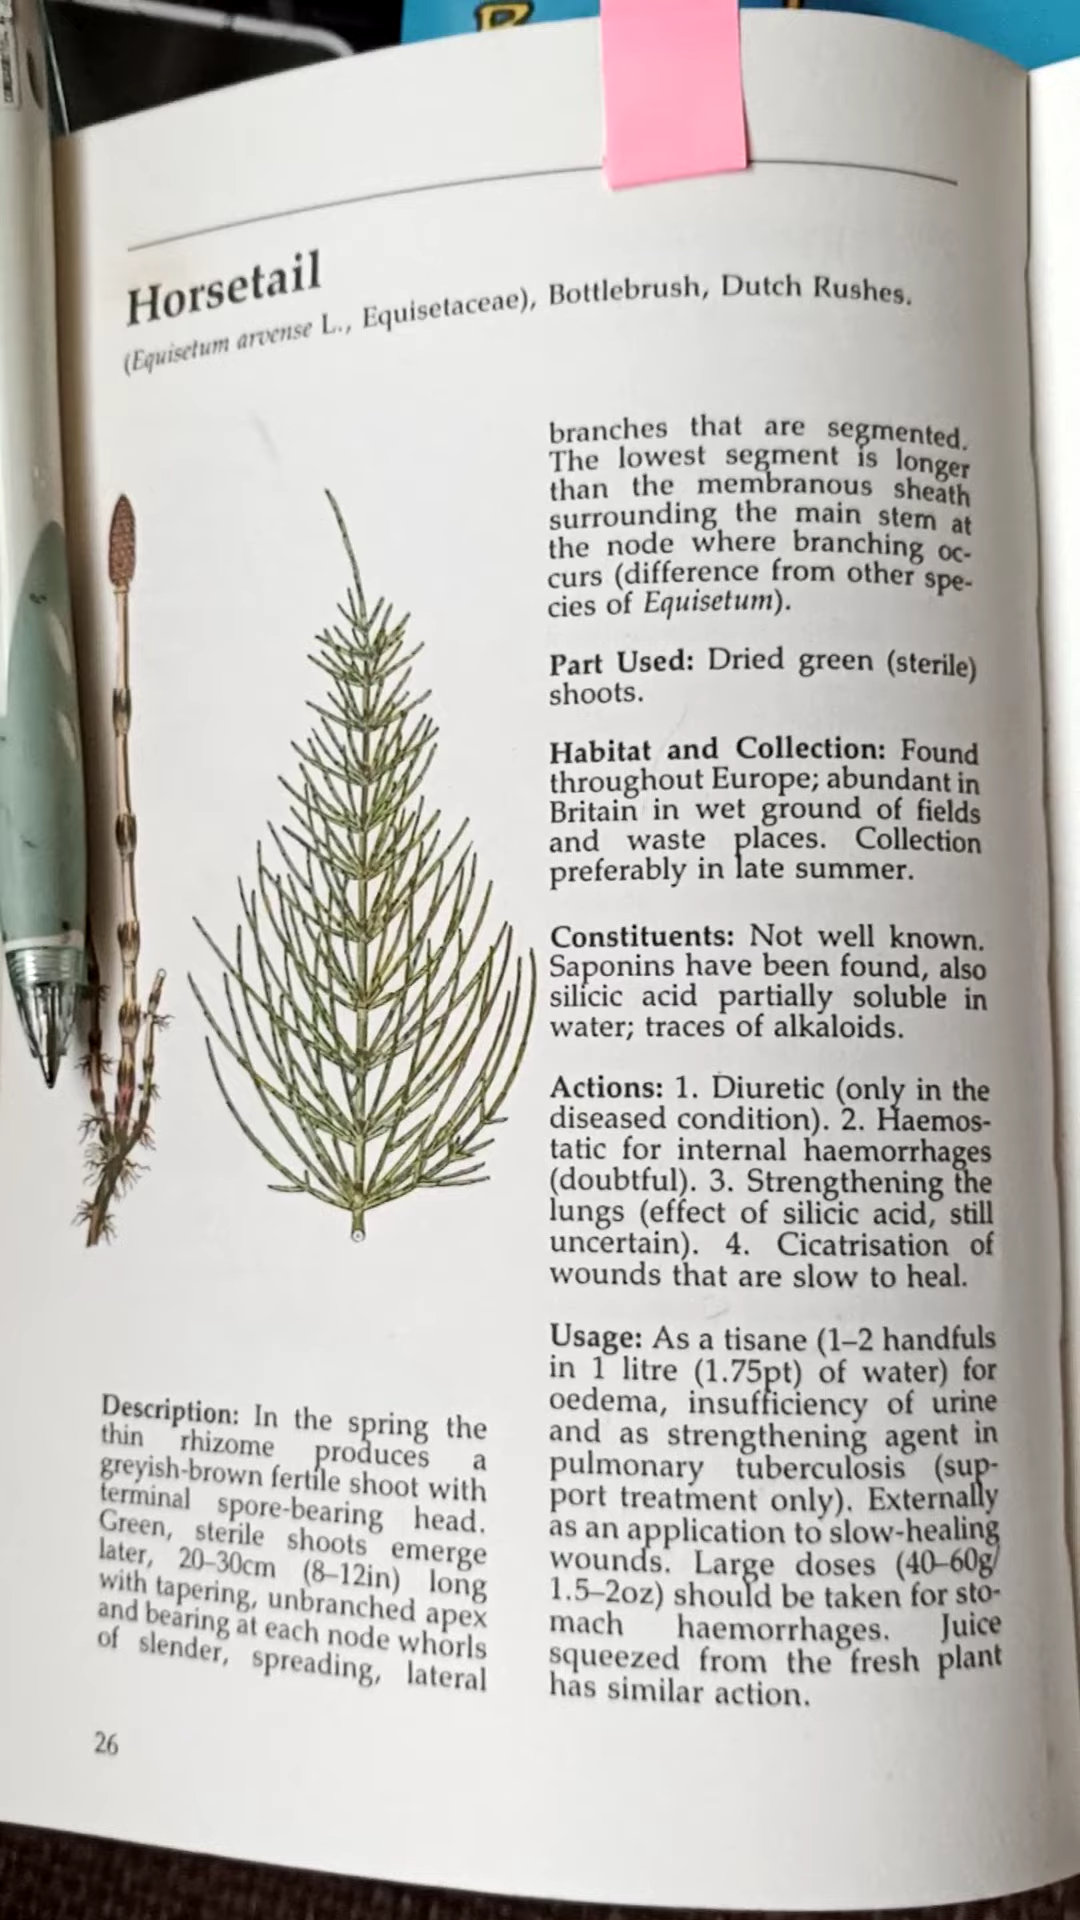 Horsetail
(Equisetum arvense L., Equisetaceae), Bottlebrush, Dutch Rushes.
Description: In the spring the
thin rhizome produces a
greyish-brown fertile shoot with
terminal spore-bearing head.
Green, sterile shoots emerge
later, 20–30cm (8–12in) long
with tapering, unbranched apex
and bearing at each node whorls
of slender, spreading, lateral
branches that are segmented.
The lowest segment is longer
than the membranous sheath
surrounding the main stem at
the node where branching oc-
curs (difference from other spe-
cies of Equisetum).
Part Used: Dried green (sterile)
shoots.
Habitat and Collection: Found
throughout Europe; abundant in
Britain in wet ground of fields
and waste places. Collection
preferably in late summer.
Constituents: Not well known.
Saponins have been found, also
silicic acid partially soluble in
water; traces of alkaloids.
Actions: 1. Diuretic (only in the
diseased condition). 2. Haemos-
tatic for internal haemorrhages
(doubtful). 3. Strengthening the
lungs (effect of silicic acid, still
uncertain). 4. Cicatrisation of
wounds that are slow to heal.
Usage: As a tisane (1–2 handfuls
in 1 litre (1.75pt) of water) for
oedema, insufficiency of urine
and as strengthening agent in
pulmonary tuberculosis (sup-
port treatment only). Externally
as an application to slow-healing
wounds. Large doses (40–60g/
1.5–2oz) should be taken for sto-
mach haemorrhages. Juice
squeezed from the fresh plant
has similar action.
26